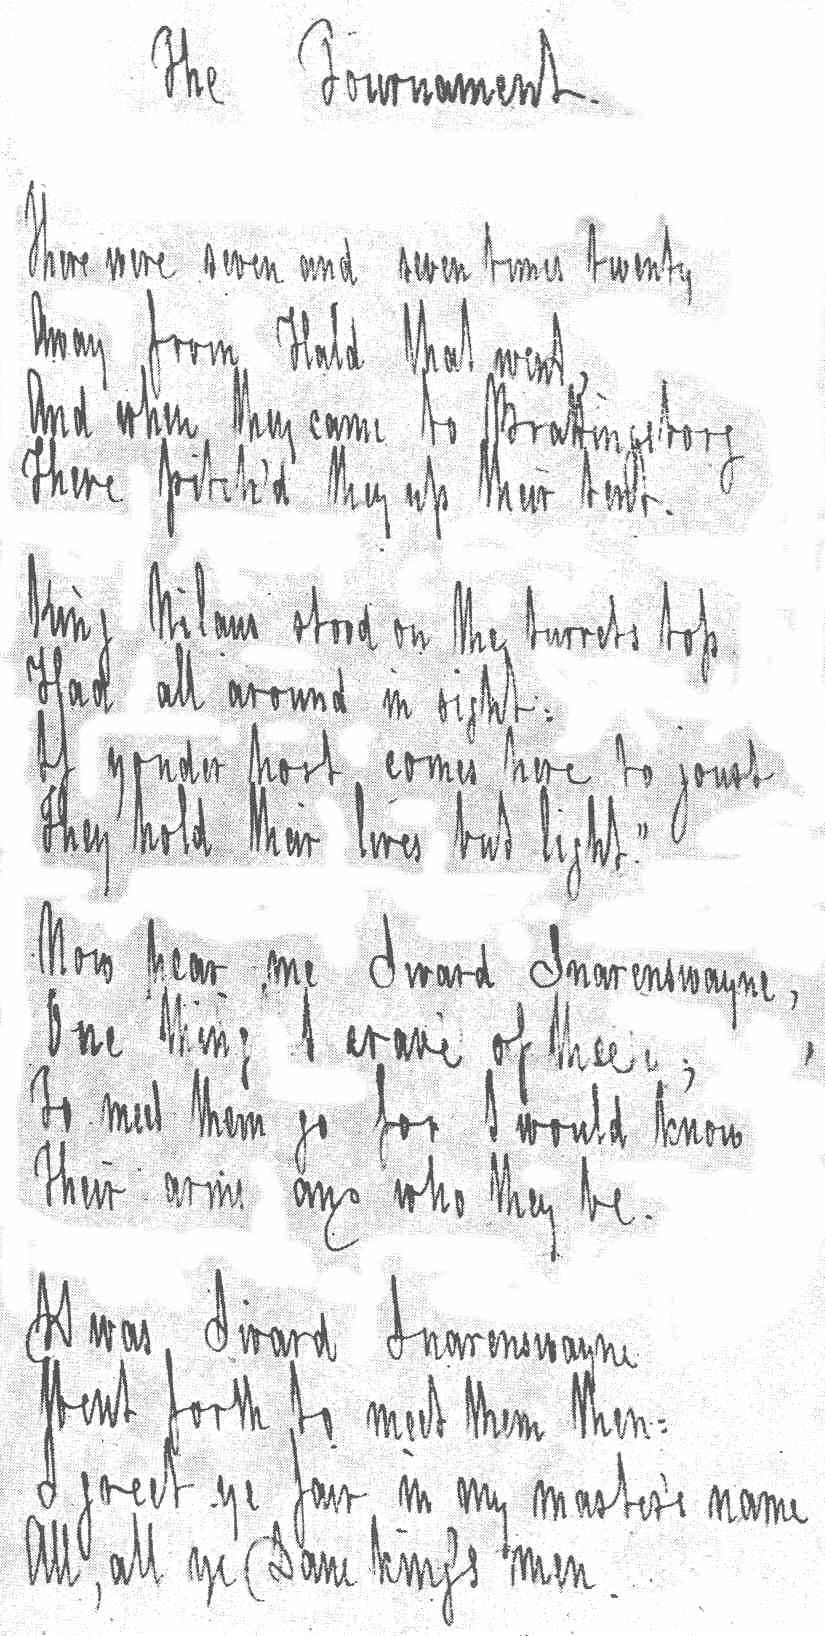 The Tournament.
There were seven and seven times twenty
Away from Hald that went,
And when they came to Brattingsborg
There pitch'd they up their tent.
King Nilaus stood on the turrets top
Had all around in sight:
If yonder host comes here to joust
They hold their lives but light."
Now hear me Sivard Snarenswayne,
One thing I crave of thee;
To meet them go for I would know
Their arms and who they be.
It was Sivard Snarenswayne
Went forth to meet them then:
I greet ye fair in my master's name
All, all ye Dane king's men.